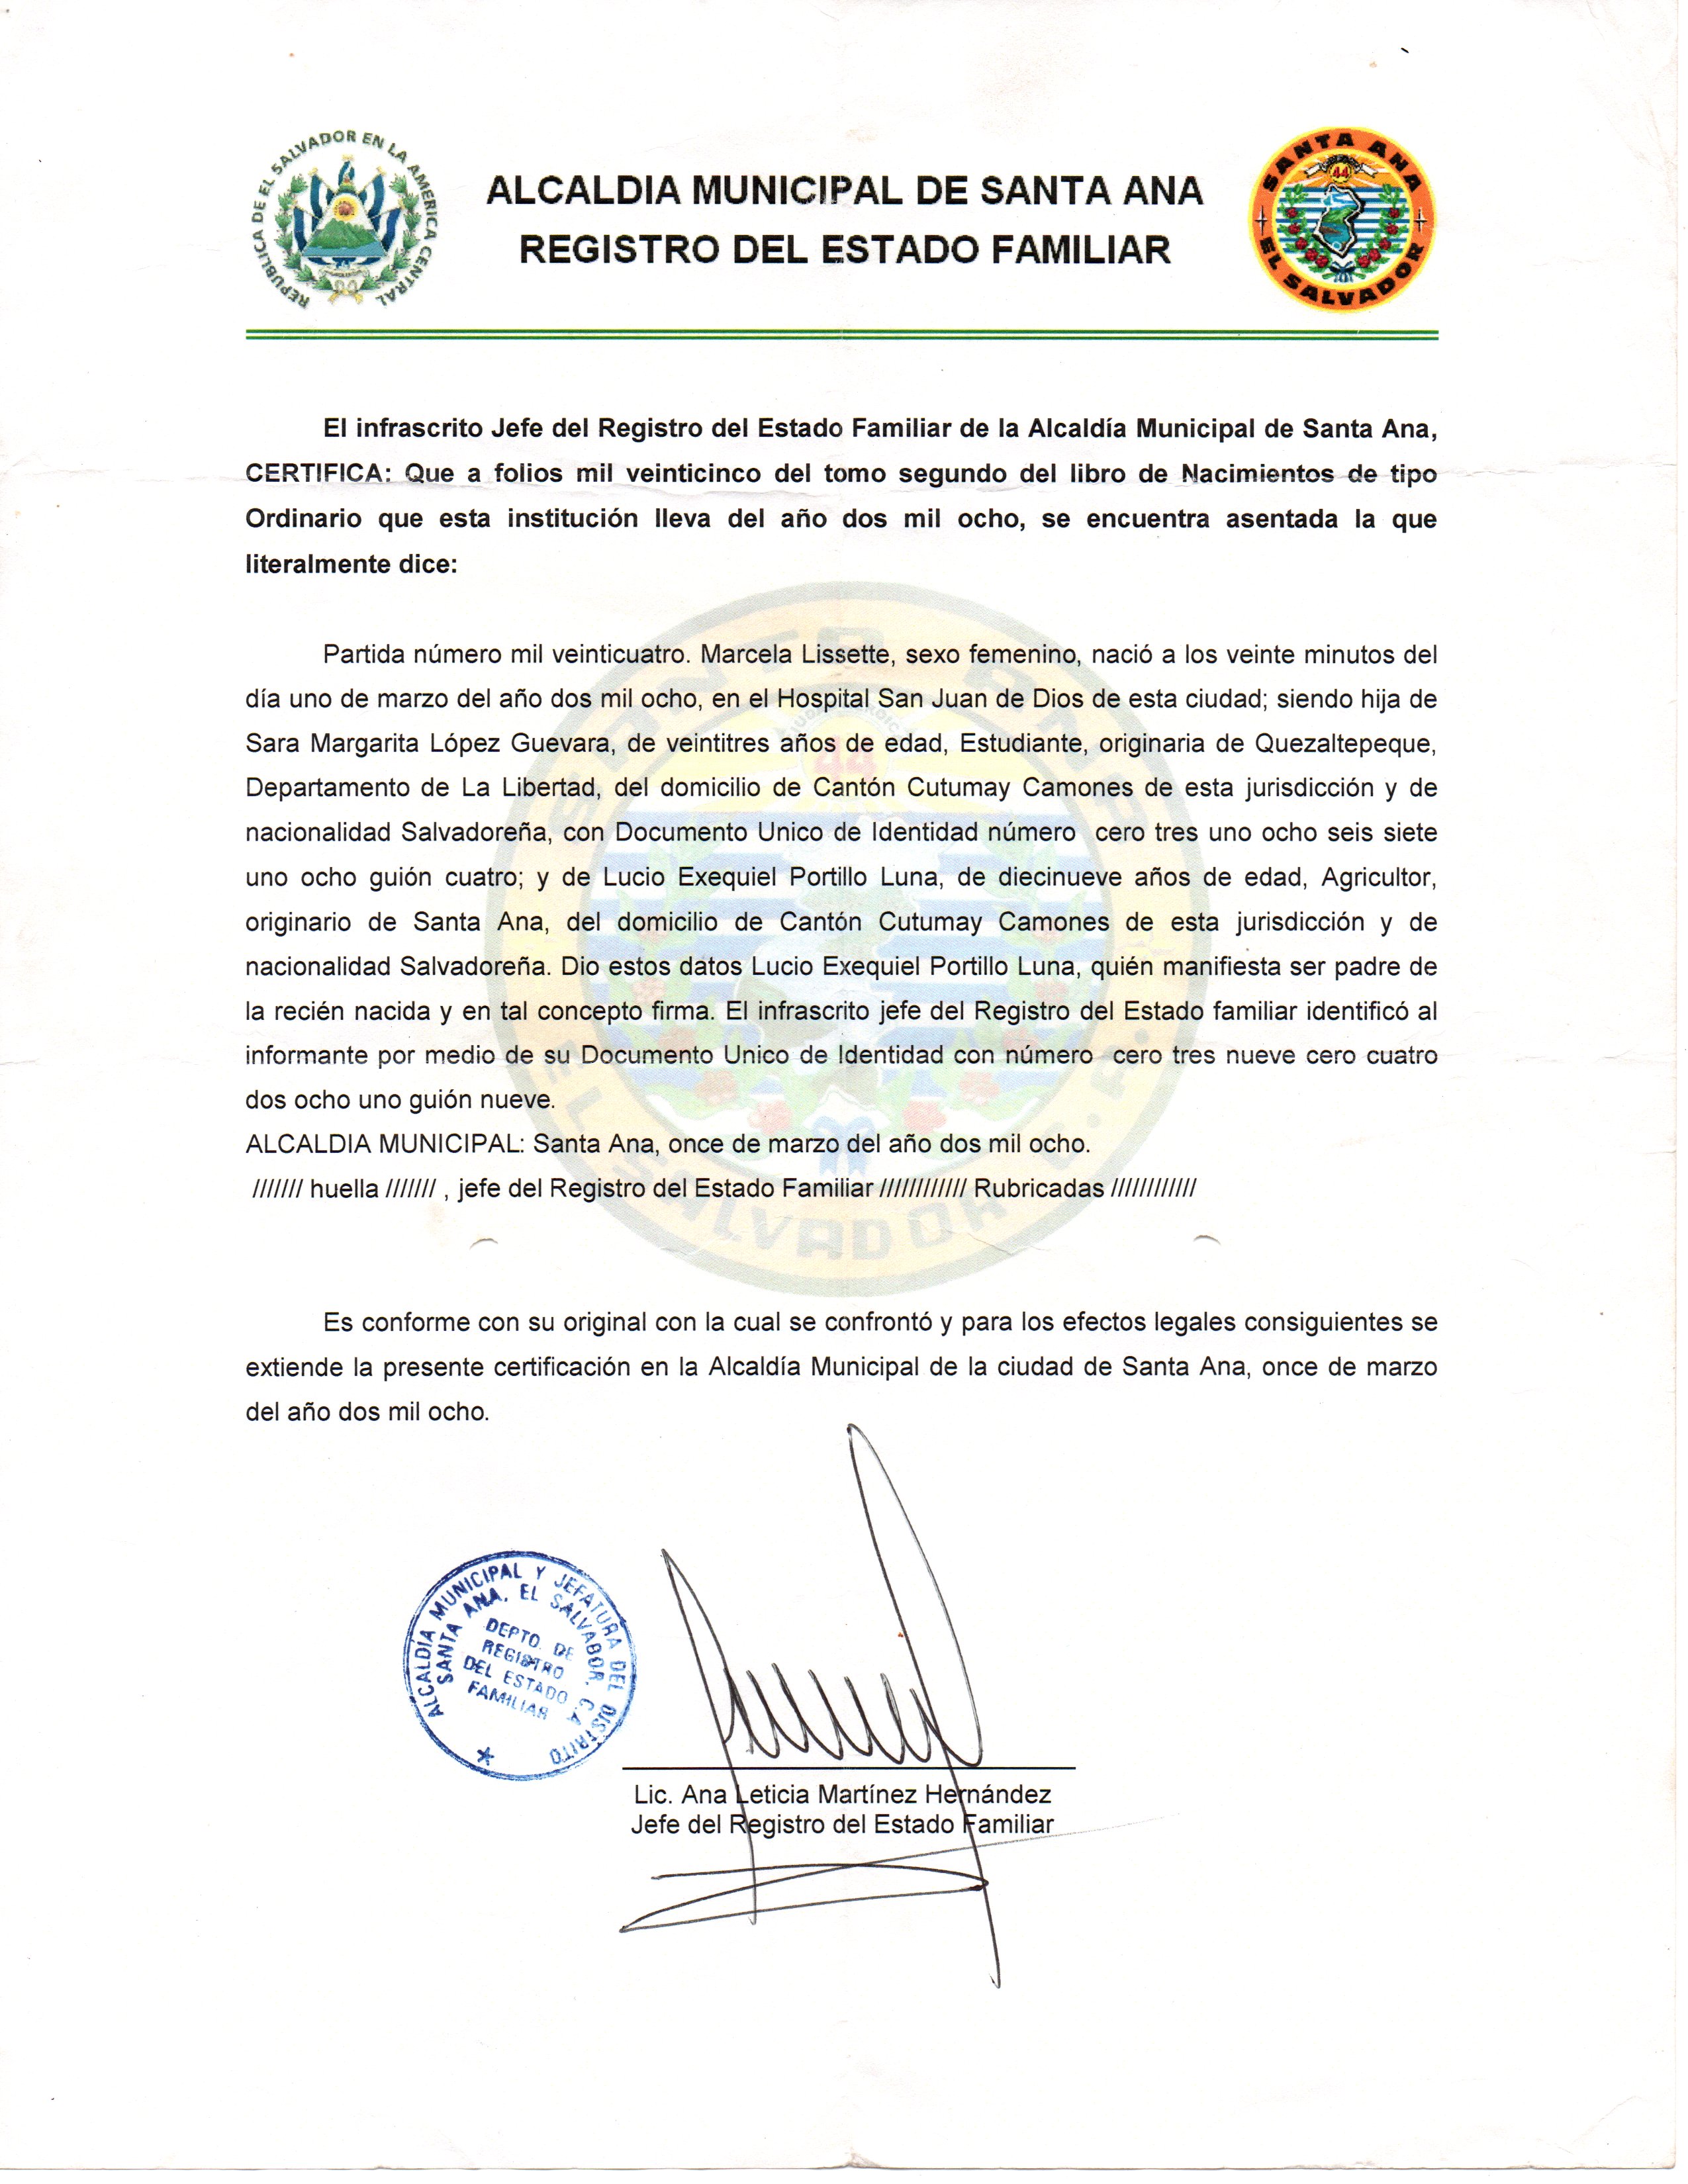 REPUBLICA DE EL SALVADOR EN LA AMERICA CENTRAL
ALCALDIA MUNICIPAL DE SANTA ANA
REGISTRO DEL ESTADO FAMILIAR
SANTA ANA
44
EL SALVADOR
El infrascrito Jefe del Registro del Estado Familiar de la Alcaldía Municipal de Santa Ana,
CERTIFICA: Que a folios mil veinticinco del tomo segundo del libro de Nacimientos de tipo
Ordinario que esta institución lleva del año dos mil ocho, se encuentra asentada la que
literalmente dice:
Partida número mil veinticuatro. Marcela Lissette, sexo femenino, nació a los veinte minutos del
día uno de marzo del año dos mil ocho, en el Hospital San Juan de Dios de esta ciudad; siendo hija de
Sara Margarita López Guevara, de veintitres años de edad, Estudiante, originaria de Quezaltepeque,
Departamento de La Libertad, del domicilio de Cantón Cutumay Camones de esta jurisdicción y de
nacionalidad Salvadoreña, con Documento Unico de Identidad número cero tres uno ocho seis siete
uno ocho guión cuatro; y de Lucio Exequiel Portillo Luna, de diecinueve años de edad, Agricultor,
originario de Santa Ana, del domicilio de Cantón Cutumay Camones de esta jurisdicción y de
nacionalidad Salvadoreña. Dio estos datos Lucio Exequiel Portillo Luna, quién manifiesta ser padre de
la recién nacida y en tal concepto firma. El infrascrito jefe del Registro del Estado familiar identificó al
informante por medio de su Documento Unico de Identidad con número cero tres nueve cero cuatro
dos ocho uno guión nueve.
ALCALDIA MUNICIPAL: Santa Ana, once de marzo del año dos mil ocho.
/////// huella /////// , jefe del Registro del Estado Familiar //////////// Rubricadas ////////////
Es conforme con su original con la cual se confrontó y para los efectos legales consiguientes se
extiende la presente certificación en la Alcaldía Municipal de la ciudad de Santa Ana, once de marzo
del año dos mil ocho.
ALCALDÍA MUNICIPAL Y JEFATURA DEL DISTRITO
SANTA ANA, EL SALVADOR, C.A.
DEPTO. DE
REGISTRO
DEL ESTADO
FAMILIAR
Lic. Ana Leticia Martínez Hernández
Jefe del Registro del Estado Familiar